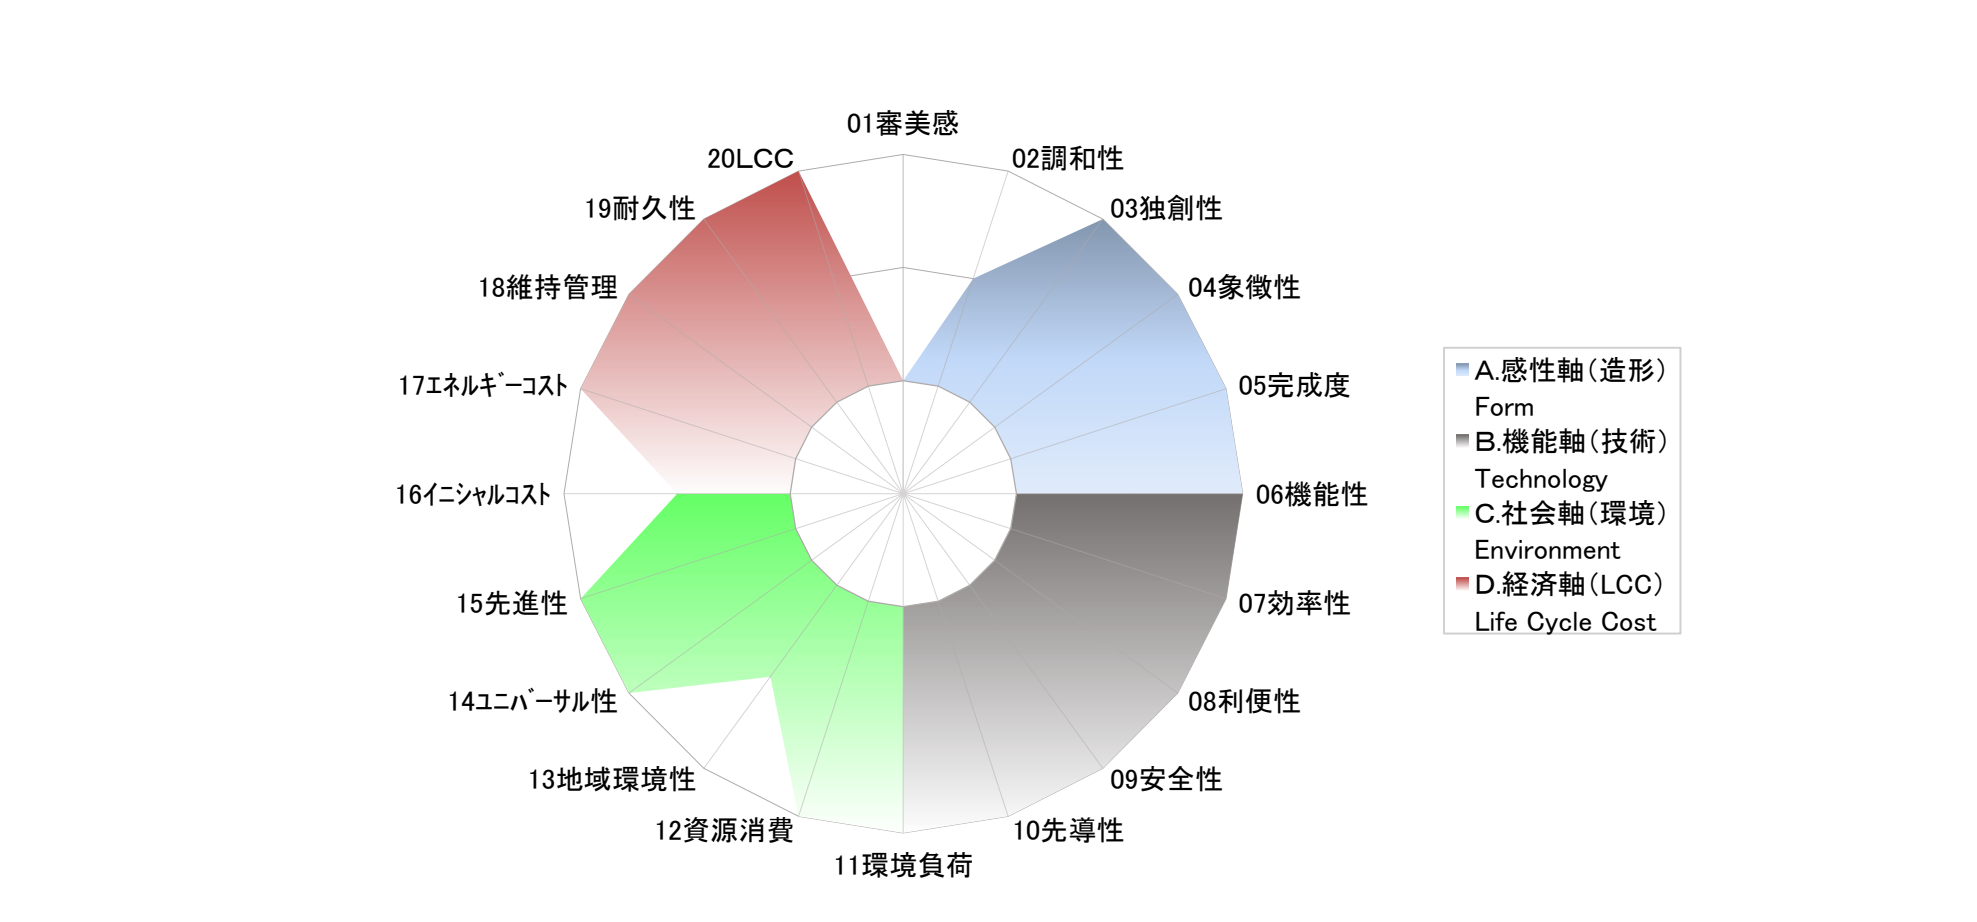 01審美感
02調和性
03独創性
04象徴性
05完成度
06機能性
07効率性
08利便性
09安全性
10先導性
11環境負荷
12資源消費
13地域環境性
14ﾕﾆﾊﾞｰｻﾙ性
15先進性
16ｲﾆｼｬﾙｺｽﾄ
17ｴﾈﾙｷﾞｰｺｽﾄ
18維持管理
19耐久性
20LCC
A.感性軸（造形）
Form
B.機能軸（技術）
Technology
C.社会軸（環境）
Environment
D.経済軸（LCC）
Life Cycle Cost